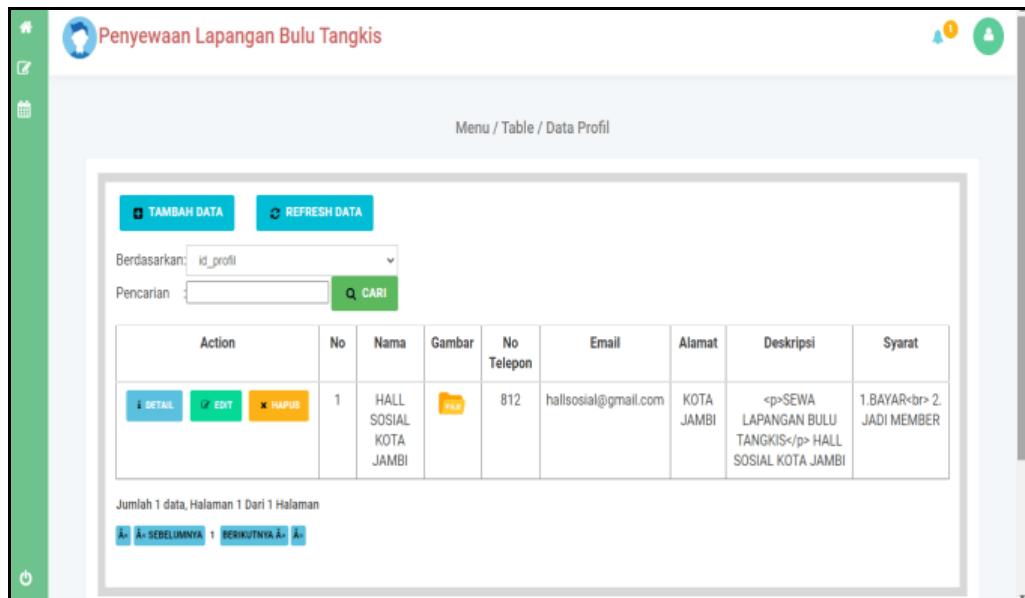 Penyewaan Lapangan Bulu Tangkis
1
Menu / Table / Data Profil
TAMBAH DATA
REFRESH DATA
Berdasarkan: id_profil
Pencarian :
CARI
Action No Nama Gambar No Email Alamat Deskripsi Syarat
Telepon
DETAIL EDIT HAPUS 1 HALL FILE 812 hallsosial@gmail.com KOTA <p>SEWA 1.BAYAR<br> 2.
SOSIAL JAMBI LAPANGAN BULU JADI MEMBER
KOTA TANGKIS</p> HALL
JAMBI SOSIAL KOTA JAMBI
Jumlah 1 data, Halaman 1 Dari 1 Halaman
SEBELUMNYA 1 BERIKUTNYA